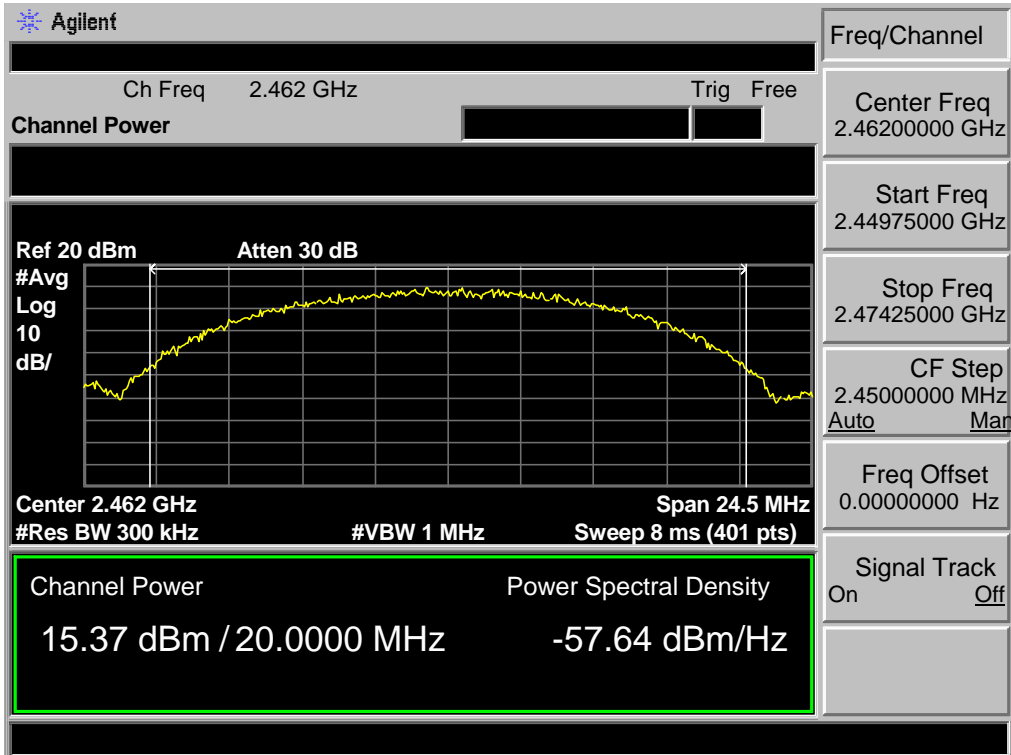 Agilent
Freq/Channel
Ch Freq 2.462 GHz Trig Free
Channel Power
Center Freq
2.46200000 GHz
Start Freq
2.44975000 GHz
Ref 20 dBm Atten 30 dB
#Avg
Log
10
dB/
Stop Freq
2.47425000 GHz
CF Step
2.45000000 MHz
Auto Man
Center 2.462 GHz Span 24.5 MHz
#Res BW 300 kHz #VBW 1 MHz Sweep 8 ms (401 pts)
Freq Offset
0.00000000 Hz
Signal Track
On Off
Channel Power Power Spectral Density
15.37 dBm / 20.0000 MHz -57.64 dBm/Hz